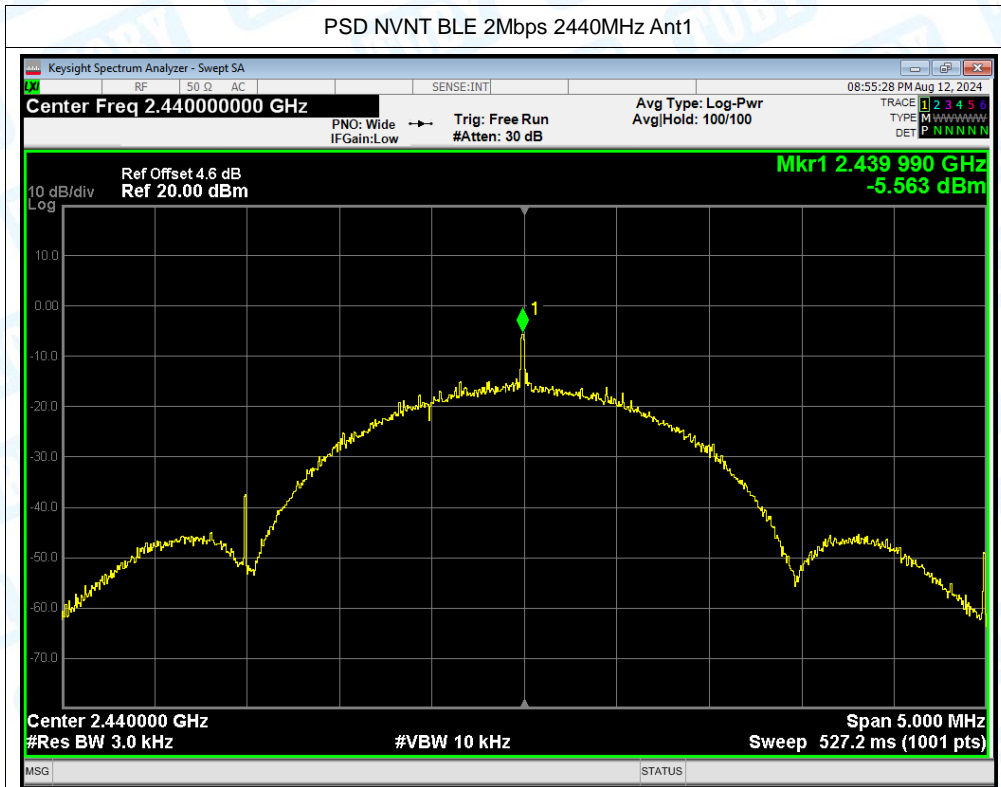 PSD NVNT BLE 2Mbps 2440MHz Ant1
Keysight Spectrum Analyzer - Swept SA
LXI RF 50 Ω AC SENSE:INT 08:55:28 PM Aug 12, 2024
Center Freq 2.440000000 GHz
PNO: Wide
IFGain:Low
Trig: Free Run
#Atten: 30 dB
Avg Type: Log-Pwr
Avg|Hold: 100/100
TRACE 1 2 3 4 5 6
TYPE M WWWWW
DET P N N N N N
Mkr1 2.439 990 GHz
-5.563 dBm
Ref Offset 4.6 dB
10 dB/div Ref 20.00 dBm
Log
10.0
0.00
1
-10.0
-20.0
-30.0
-40.0
-50.0
-60.0
-70.0
Center 2.440000 GHz Span 5.000 MHz
#Res BW 3.0 kHz #VBW 10 kHz Sweep 527.2 ms (1001 pts)
MSG STATUS